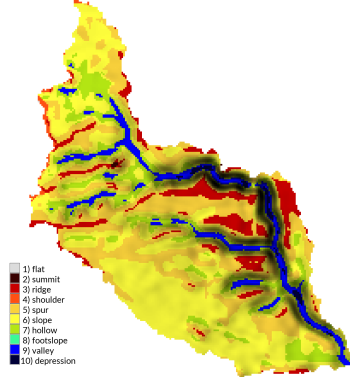 1) flat
2) summit
3) ridge
4) shoulder
5) spur
6) slope
7) hollow
8) footslope
9) valley
10) depression